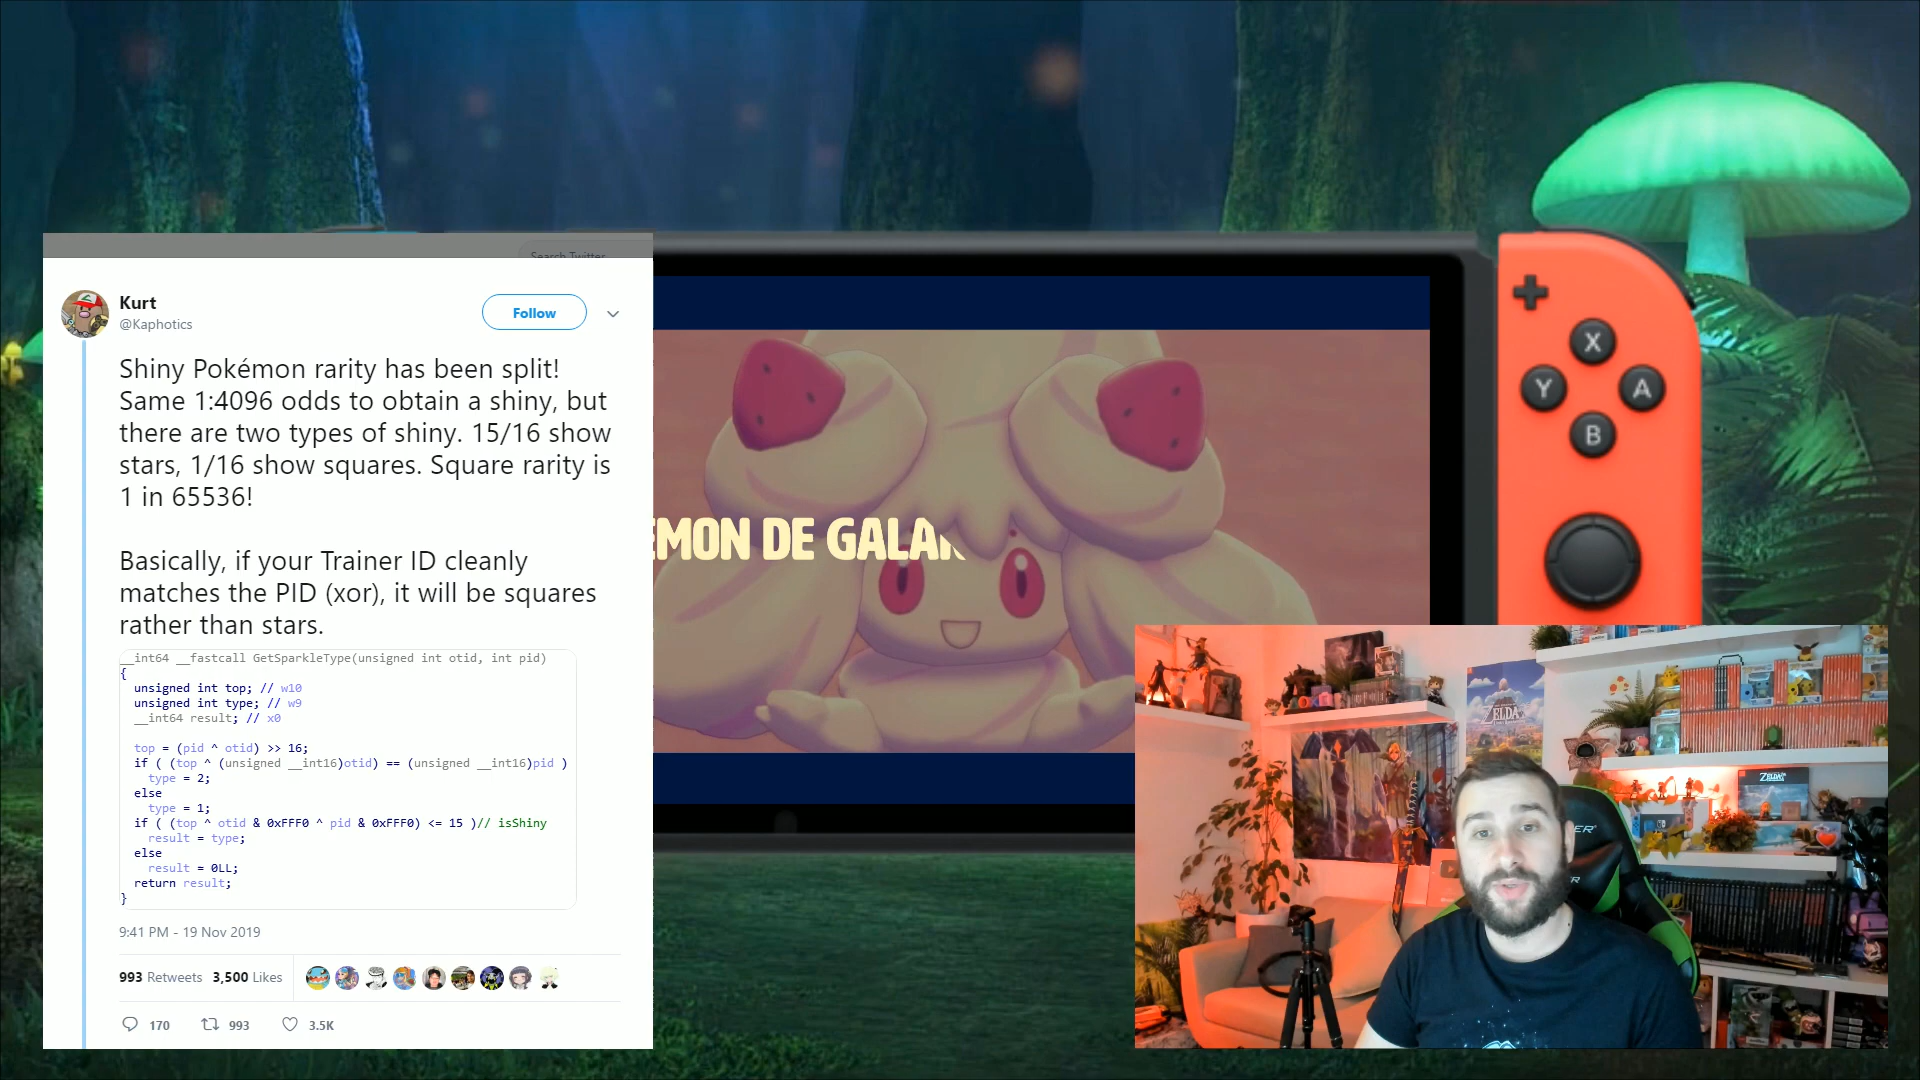 Search Twitter
Kurt
@Kaphotics
Follow
Shiny Pokémon rarity has been split!
Same 1:4096 odds to obtain a shiny, but
there are two types of shiny. 15/16 show
stars, 1/16 show squares. Square rarity is
1 in 65536!
Basically, if your Trainer ID cleanly
matches the PID (xor), it will be squares
rather than stars.
__int64 __fastcall GetSparkleType(unsigned int otid, int pid)
{
unsigned int top; // w10
unsigned int type; // w9
__int64 result; // x0
top = (pid ^ otid) >> 16;
if ( (top ^ (unsigned __int16)otid) == (unsigned __int16)pid )
type = 2;
else
type = 1;
if ( (top ^ otid & 0xFFF0 ^ pid & 0xFFF0) <= 15 )// isShiny
result = type;
else
result = 0LL;
return result;
}
9:41 PM - 19 Nov 2019
993 Retweets 3,500 Likes
170 993 3.5K
EMON DE GALAR
X
Y A
B
ZELDA
ZELDA